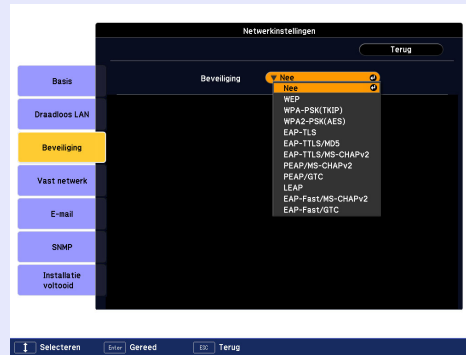 Netwerkinstellingen
Terug
Basis
Draadloos LAN
Beveiliging
Vast netwerk
E-mail
SNMP
Installatie
voltooid
Beveiliging
Nee
Nee
WEP
WPA-PSK(TKIP)
WPA2-PSK(AES)
EAP-TLS
EAP-TTLS/MD5
EAP-TTLS/MS-CHAPv2
PEAP/MS-CHAPv2
PEAP/GTC
LEAP
EAP-Fast/MS-CHAPv2
EAP-Fast/GTC
Selecteren Enter Gereed ESC Terug